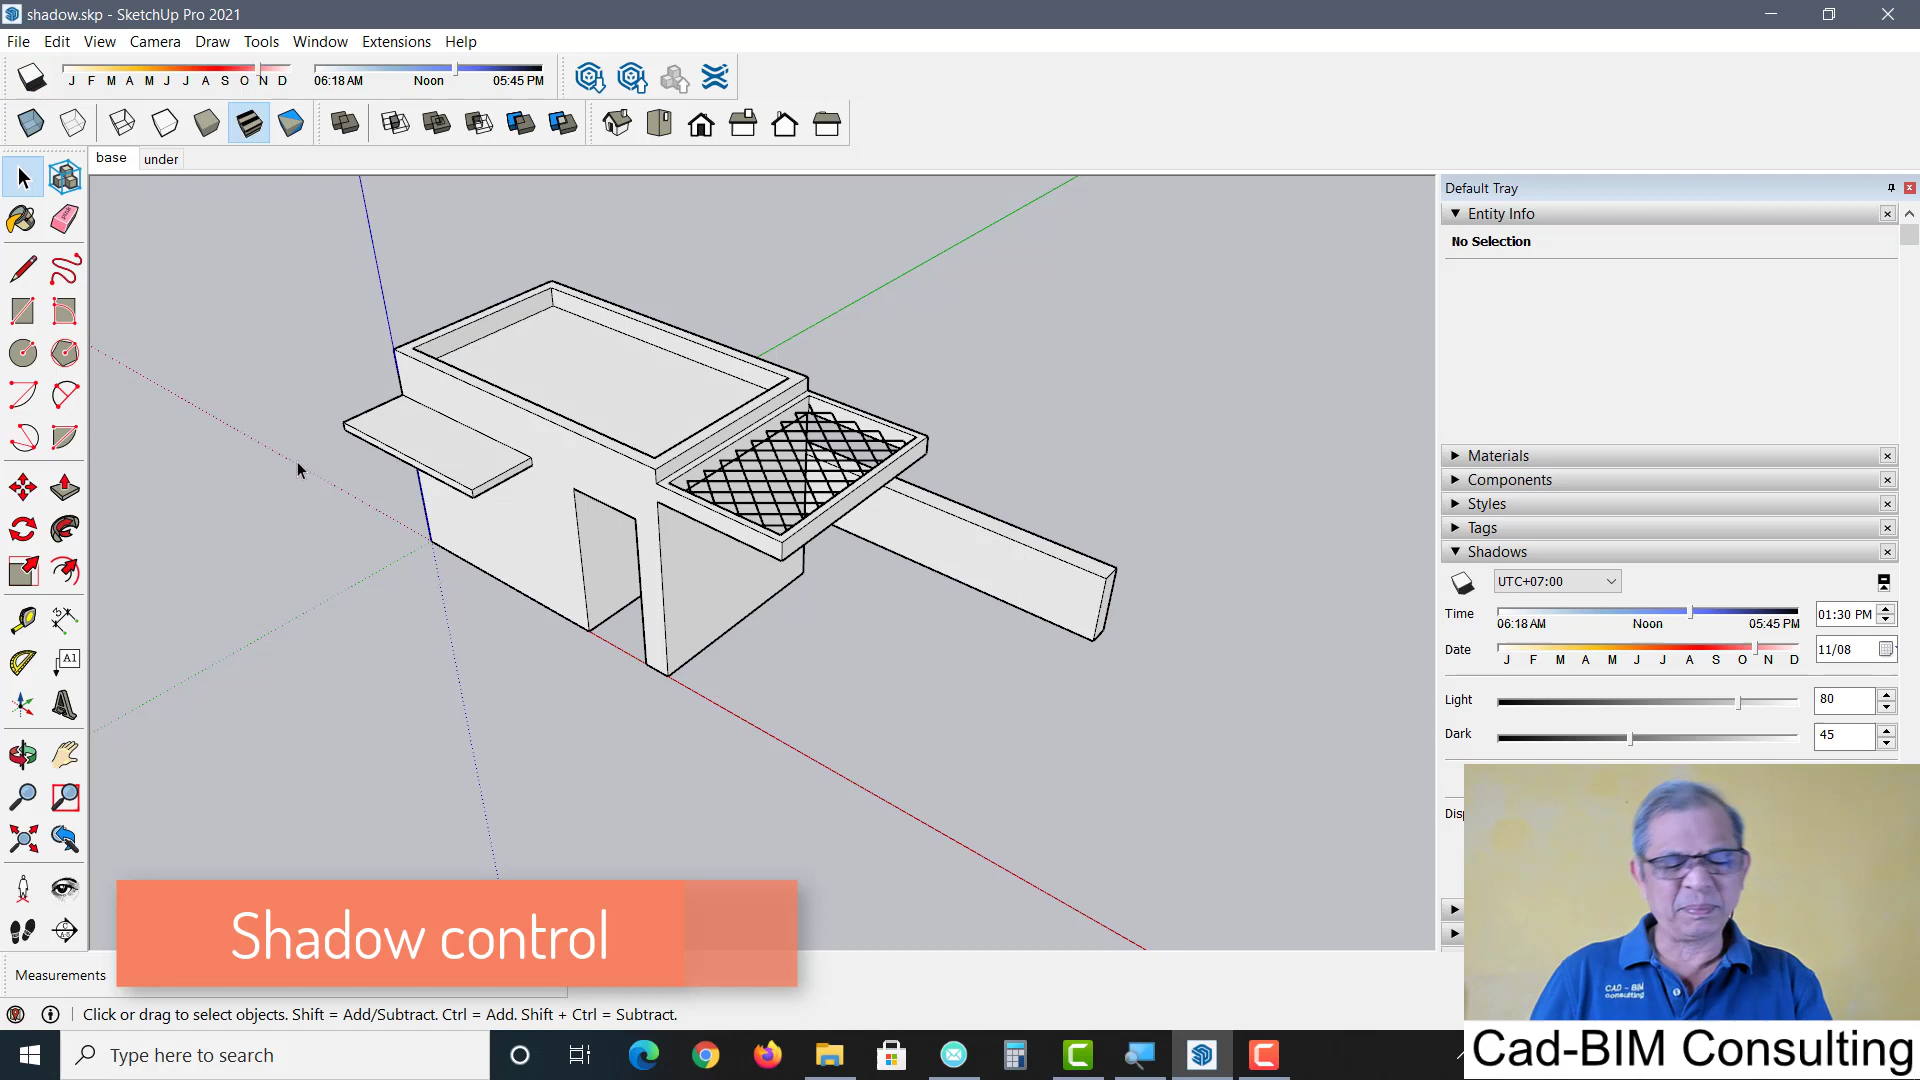 shadow.skp - SketchUp Pro 2021
File Edit View Camera Draw Tools Window Extensions Help
J F M A M J J A S O N D
06:18 AM Noon 05:45 PM
base under
Default Tray
Entity Info
No Selection
Materials
Components
Styles
Tags
Shadows
UTC+07:00
Time 01:30 PM
06:18 AM Noon 05:45 PM
Date 11/08
J F M A M J J A S O N D
Light 80
Dark 45
A1
Shadow control
CAD - BIM
consulting
Measurements
Click or drag to select objects. Shift = Add/Subtract. Ctrl = Add. Shift + Ctrl = Subtract.
Type here to search
Cad-BIM Consulting